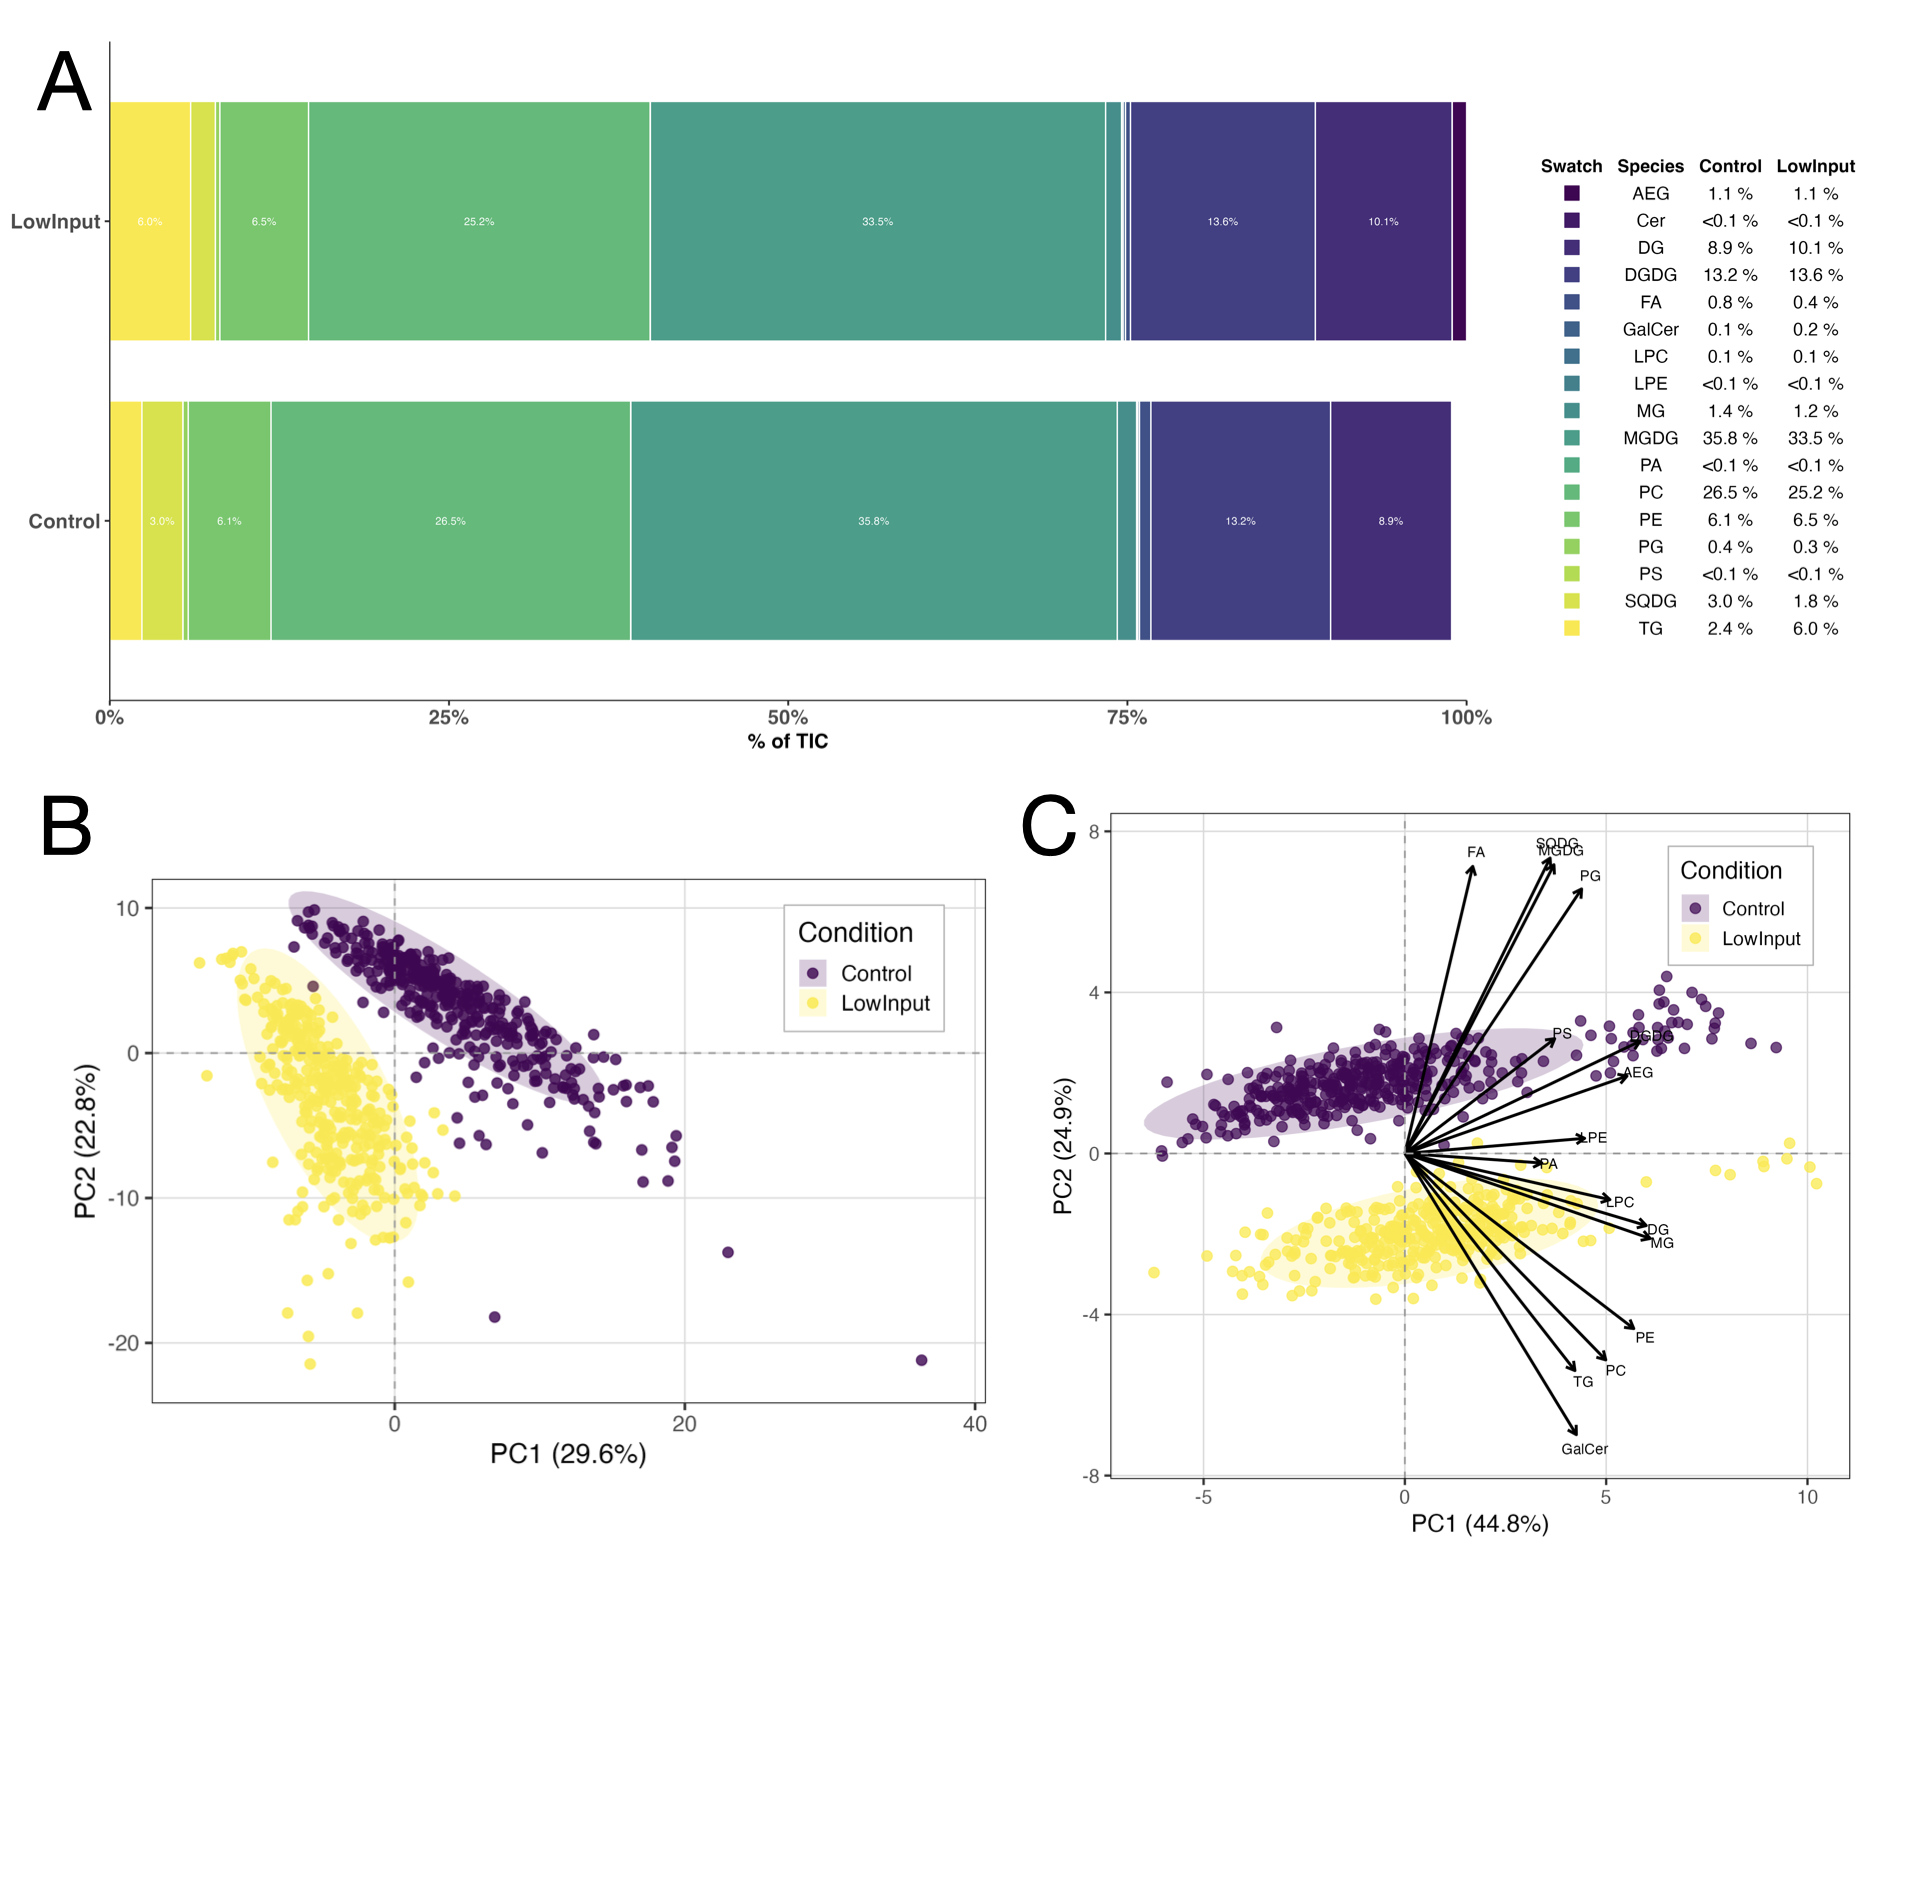 A
LowInput
6.0%
6.5%
25.2%
33.5%
13.6%
10.1%
Control
3.0%
6.1%
26.5%
35.8%
13.2%
8.9%
0%
25%
50%
75%
100%
% of TIC
Swatch Species Control LowInput
AEG 1.1 % 1.1 %
Cer <0.1 % <0.1 %
DG 8.9 % 10.1 %
DGDG 13.2 % 13.6 %
FA 0.8 % 0.4 %
GalCer 0.1 % 0.2 %
LPC 0.1 % 0.1 %
LPE <0.1 % <0.1 %
MG 1.4 % 1.2 %
MGDG 35.8 % 33.5 %
PA <0.1 % <0.1 %
PC 26.5 % 25.2 %
PE 6.1 % 6.5 %
PG 0.4 % 0.3 %
PS <0.1 % <0.1 %
SQDG 3.0 % 1.8 %
TG 2.4 % 6.0 %
B
10
0
-10
-20
PC2 (22.8%)
0
20
40
PC1 (29.6%)
Condition
Control
LowInput
C
8
4
0
-4
-8
PC2 (24.9%)
-5
0
5
10
PC1 (44.8%)
Condition
Control
LowInput
FA
SQDG
MGDG
PG
PS
DGDG
AEG
LPE
PA
LPC
DG
MG
PE
PC
TG
GalCer